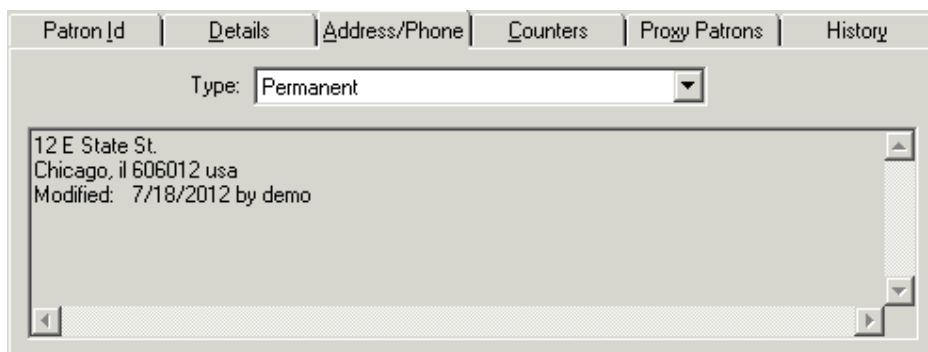 Patron Id Details Address/Phone Counters Proxy Patrons History
Type: Permanent
12 E State St.
Chicago, il 606012 usa
Modified: 7/18/2012 by demo